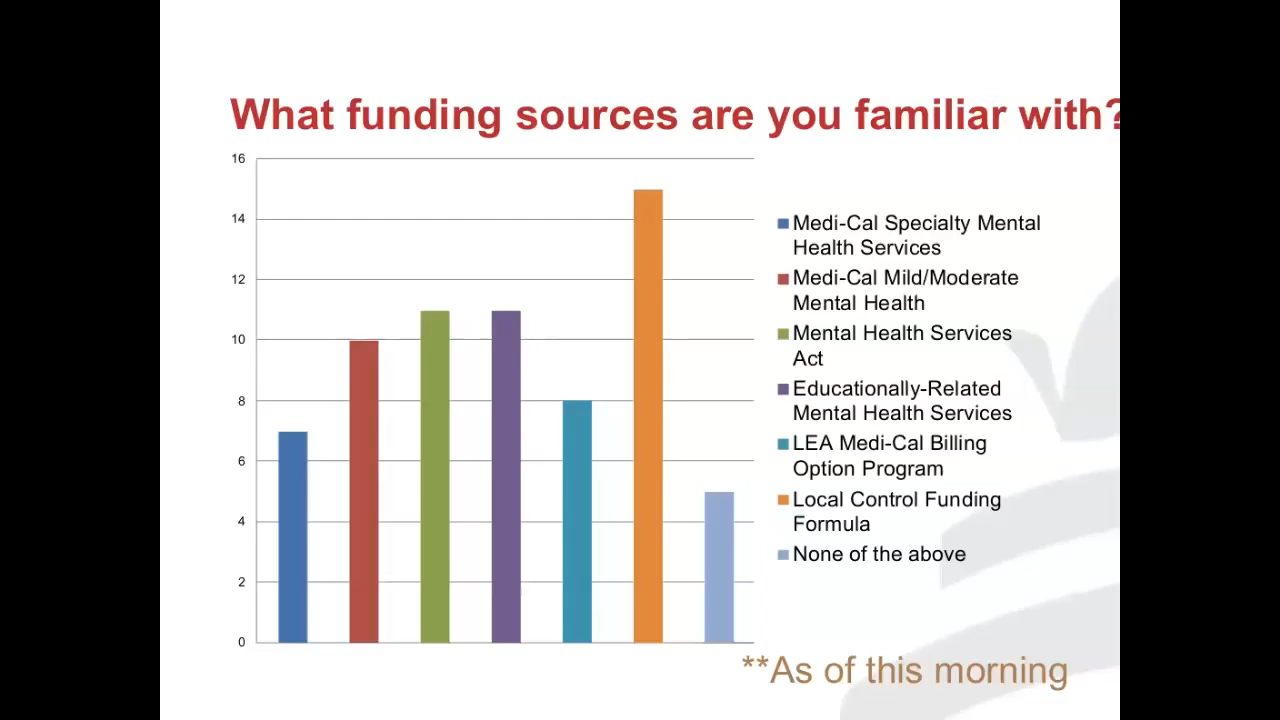 What funding sources are you familiar with?
16
14
12
10
8
6
4
2
0
Medi-Cal Specialty Mental
Health Services
Medi-Cal Mild/Moderate
Mental Health
Mental Health Services
Act
Educationally-Related
Mental Health Services
LEA Medi-Cal Billing
Option Program
Local Control Funding
Formula
None of the above
**As of this morning